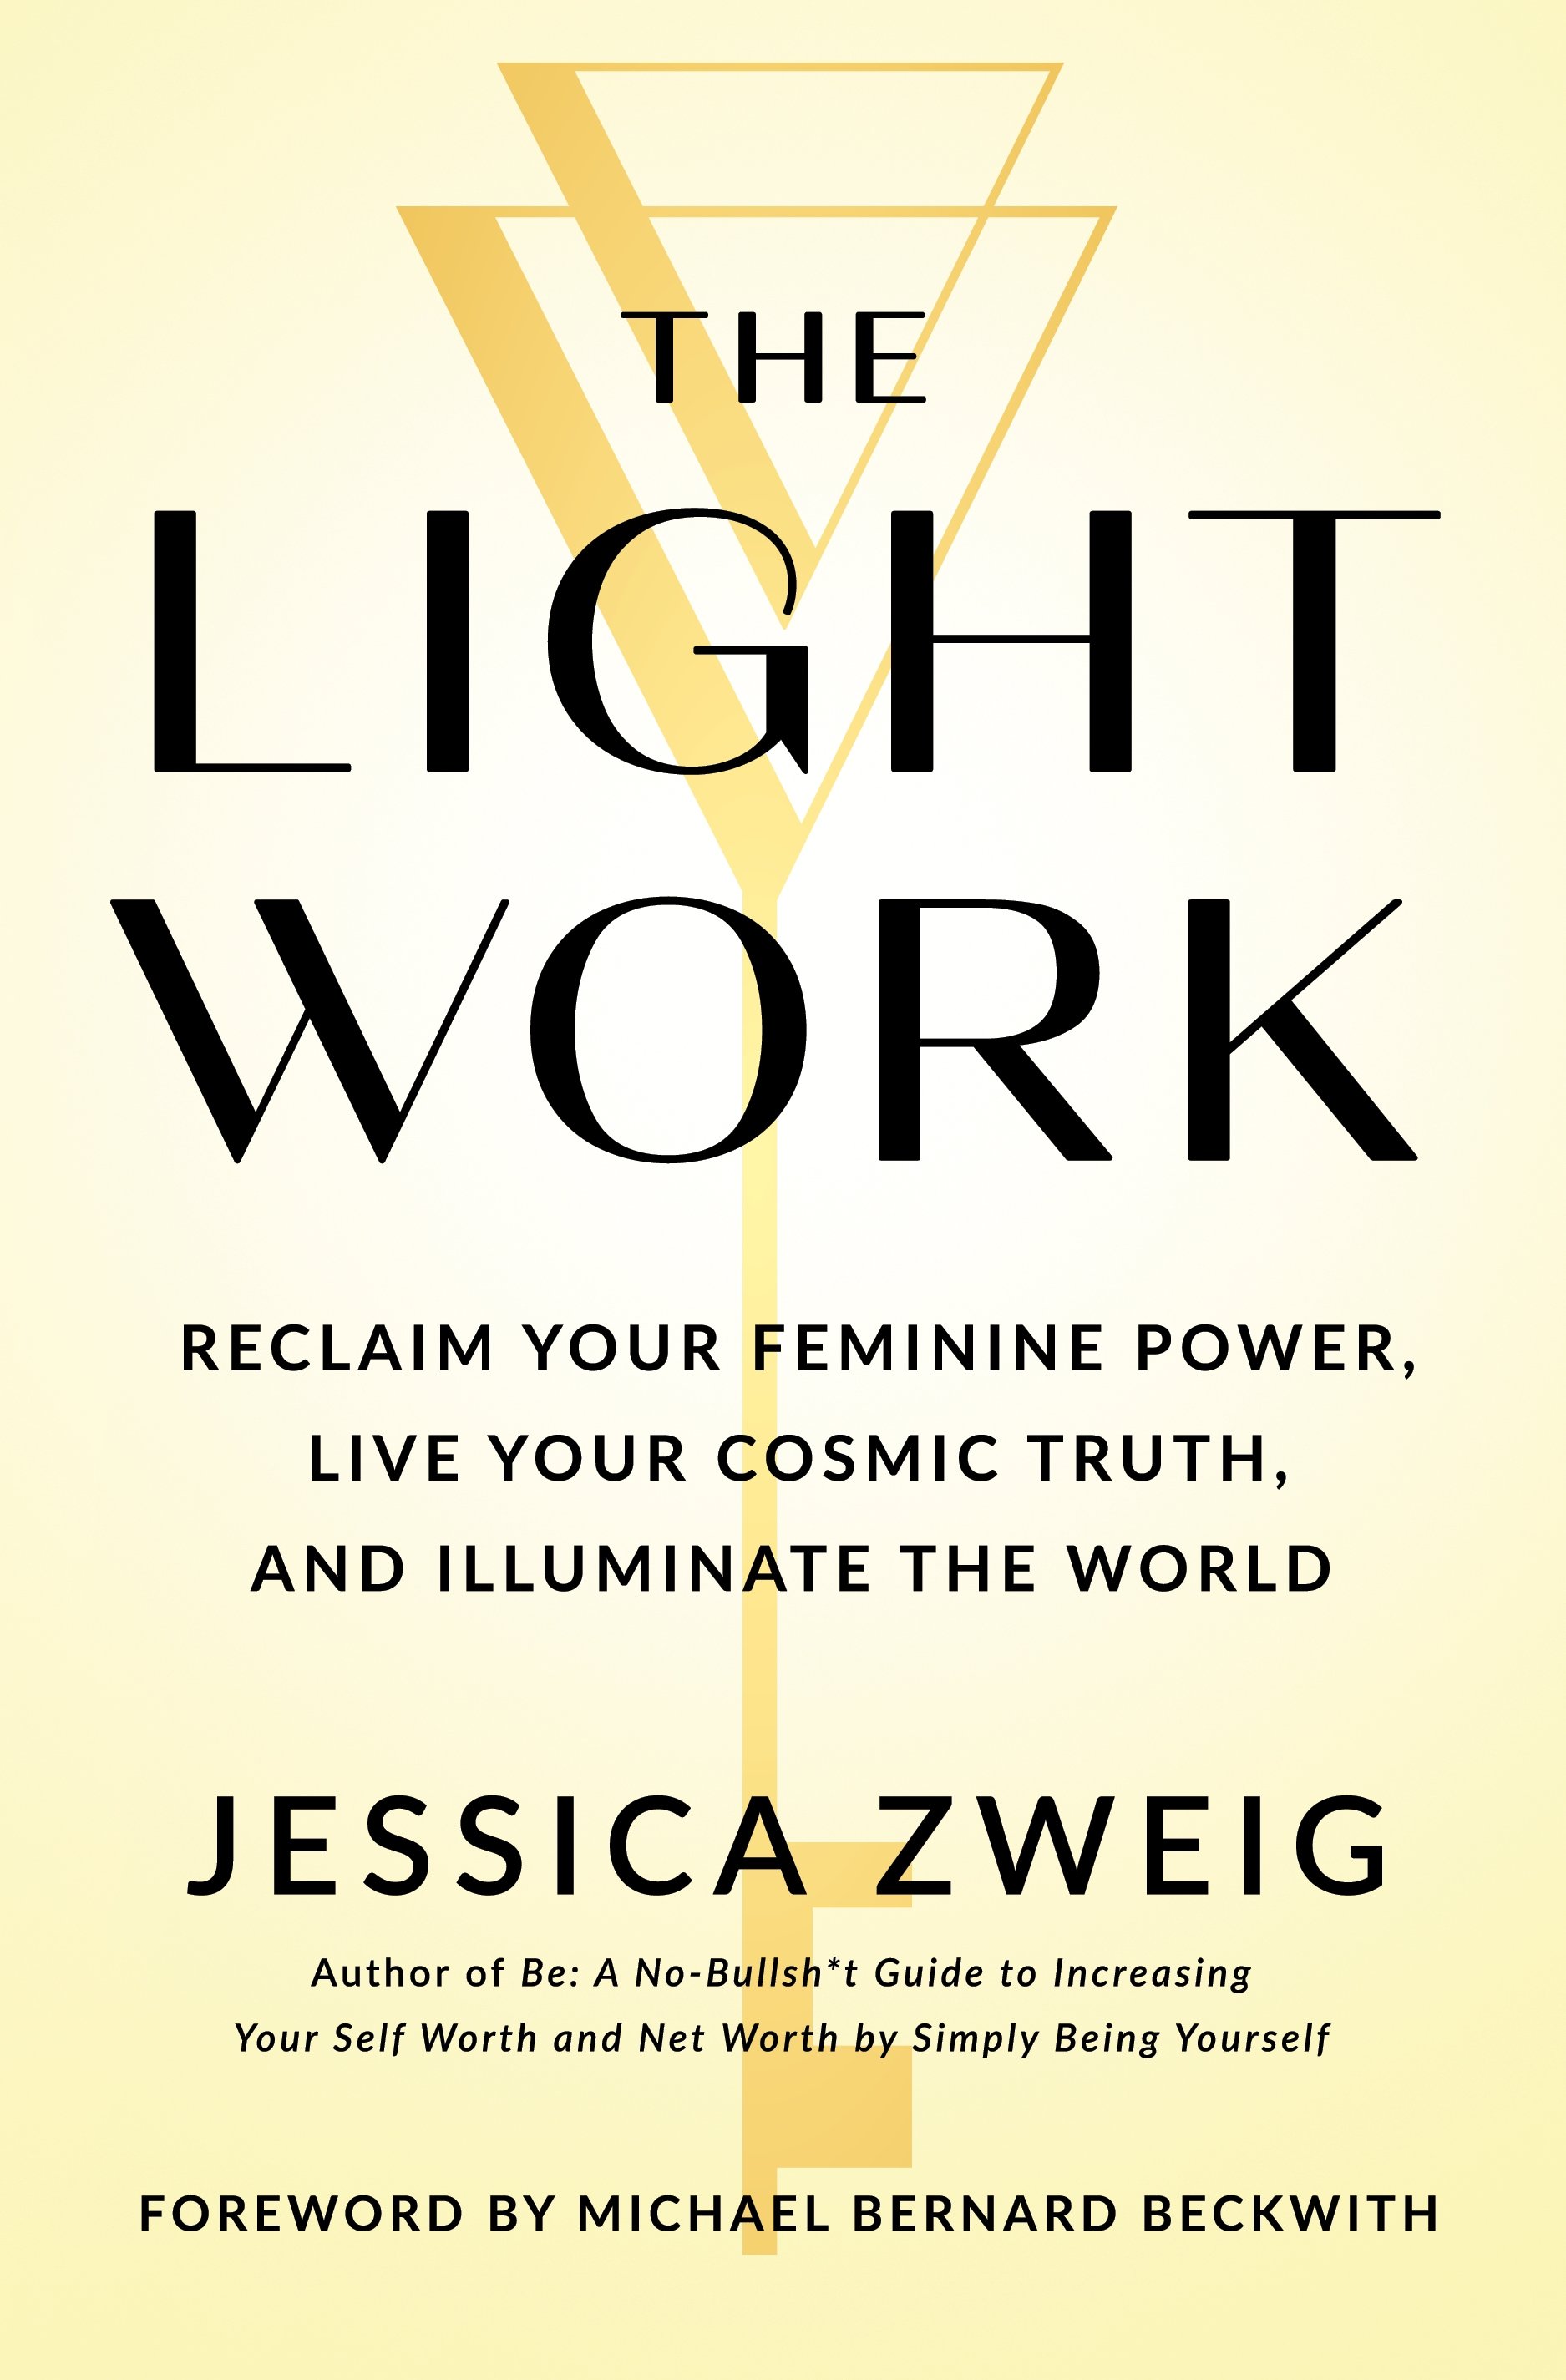 THE
LIGHT
WORK
RECLAIM YOUR FEMININE POWER,
LIVE YOUR COSMIC TRUTH,
AND ILLUMINATE THE WORLD
JESSICA ZWEIG
Author of Be: A No-Bullsh*t Guide to Increasing
Your Self Worth and Net Worth by Simply Being Yourself
FOREWORD BY MICHAEL BERNARD BECKWITH